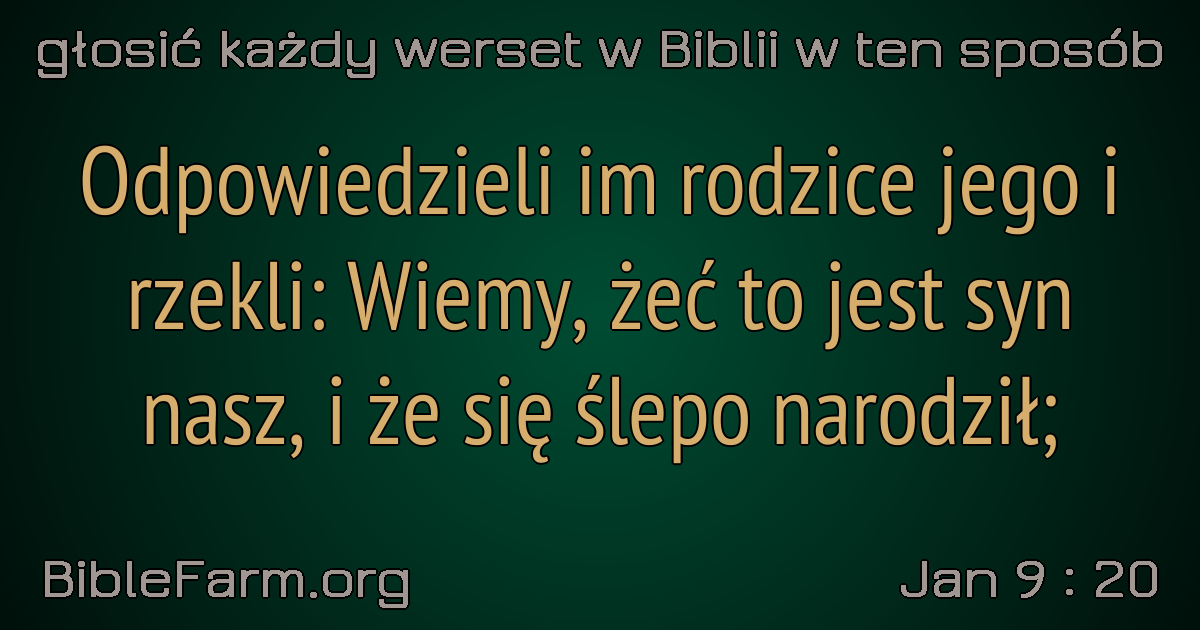 głosić każdy werset w Biblii w ten sposób
Odpowiedzieli im rodzice jego i
rzekli: Wiemy, żeć to jest syn
nasz, i że się ślepo narodził;
BibleFarm.org
Jan 9 : 20